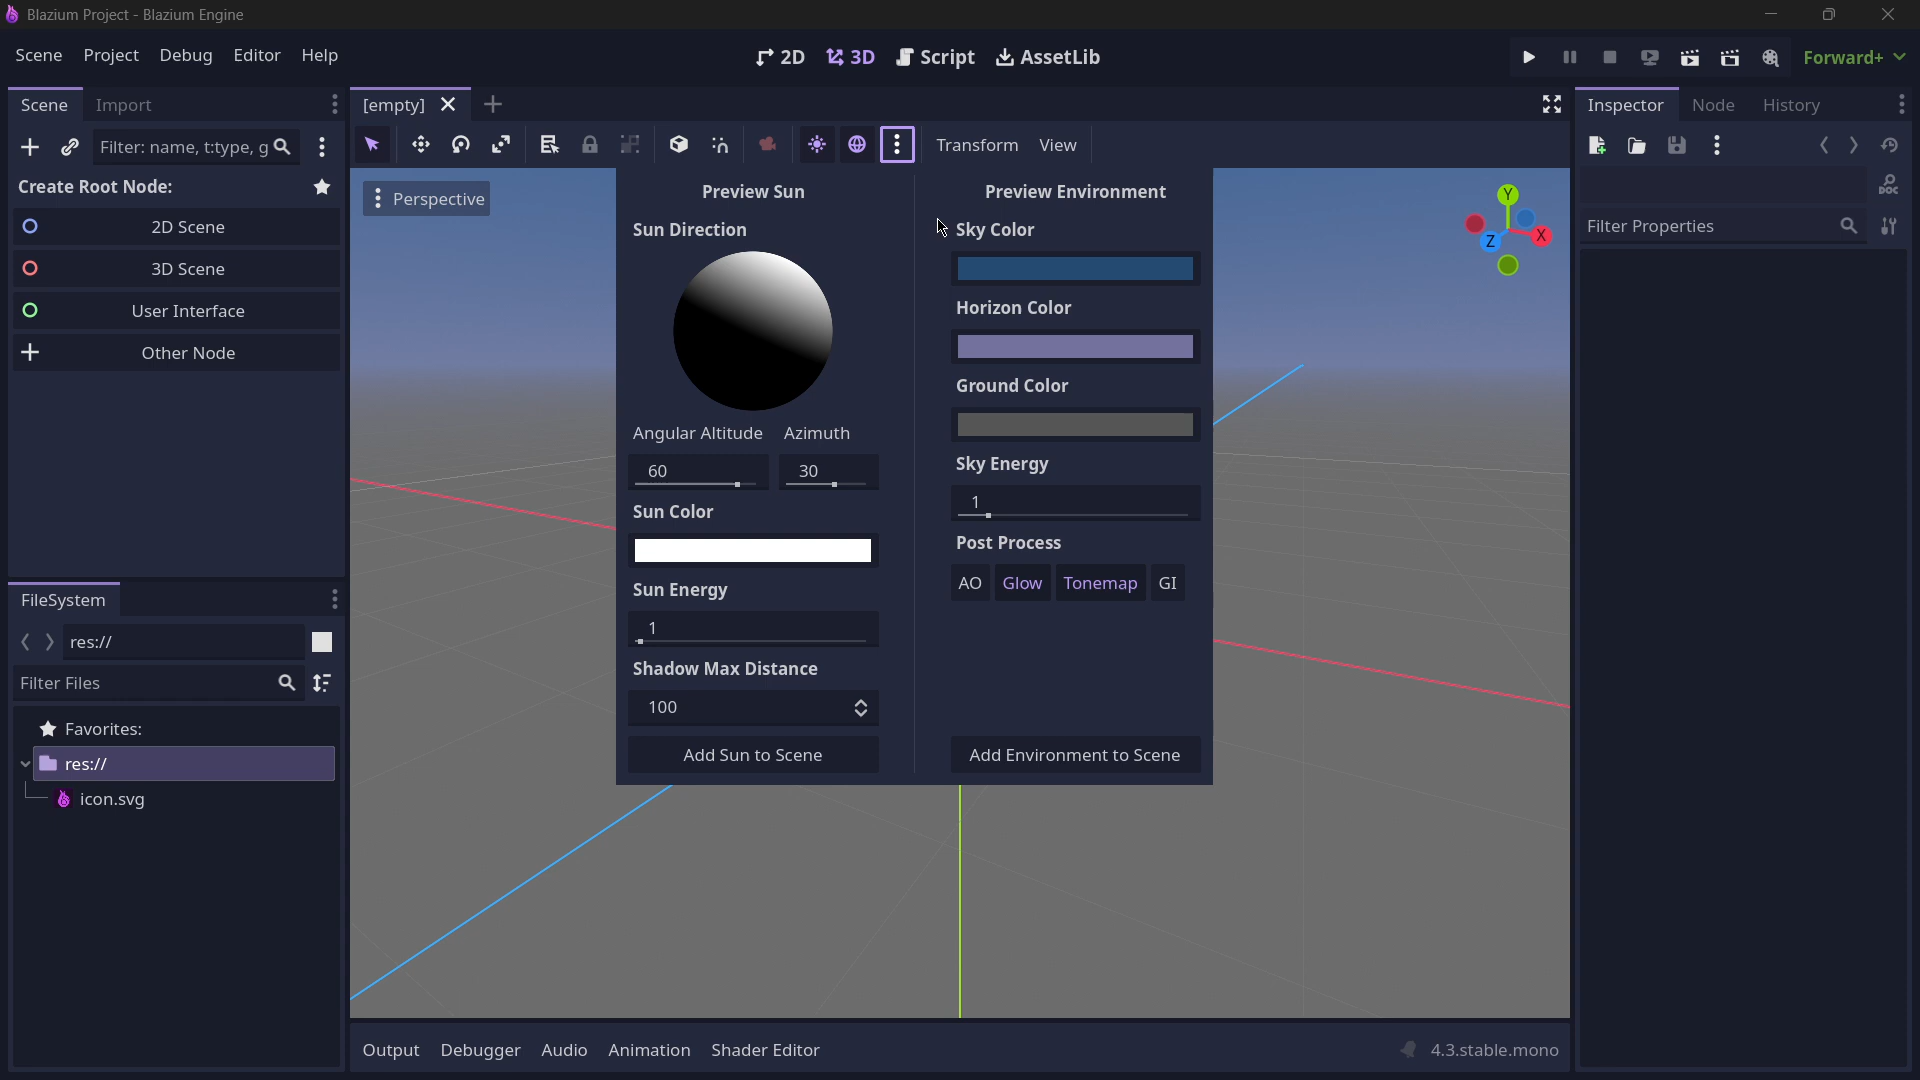 Blazium Project - Blazium Engine
Scene Project Debug Editor Help
2D 3D Script AssetLib
Forward+
Scene Import
[empty]
Inspector Node History
Filter: name, t:type, g
Transform View
Create Root Node:
2D Scene
3D Scene
User Interface
Other Node
Perspective
Preview Sun
Sun Direction
Angular Altitude Azimuth
60 30
Sun Color
Sun Energy
1
Shadow Max Distance
100
Add Sun to Scene
Preview Environment
Sky Color
Horizon Color
Ground Color
Sky Energy
1
Post Process
AO Glow Tonemap GI
Add Environment to Scene
Y
Z X
DOC
Filter Properties
FileSystem
res://
Filter Files
Favorites:
res://
icon.svg
Output Debugger Audio Animation Shader Editor
4.3.stable.mono